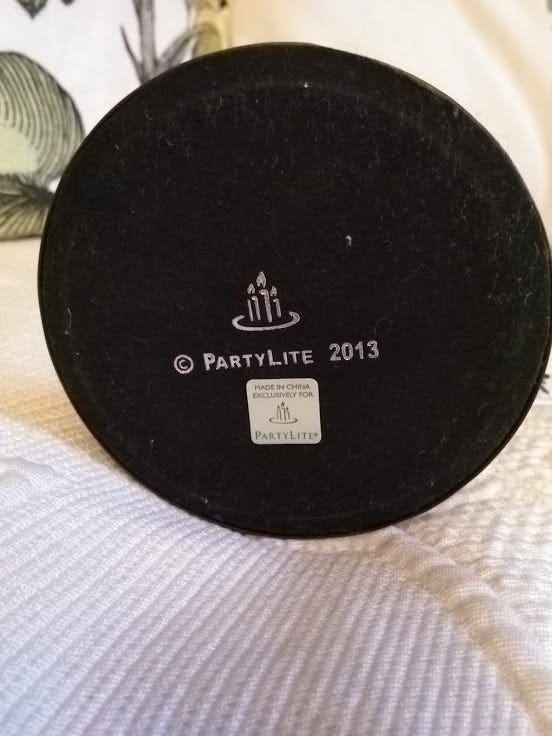 © PARTYLITE 2013
MADE IN CHINA
EXCLUSIVELY FOR
PARTYLITE®